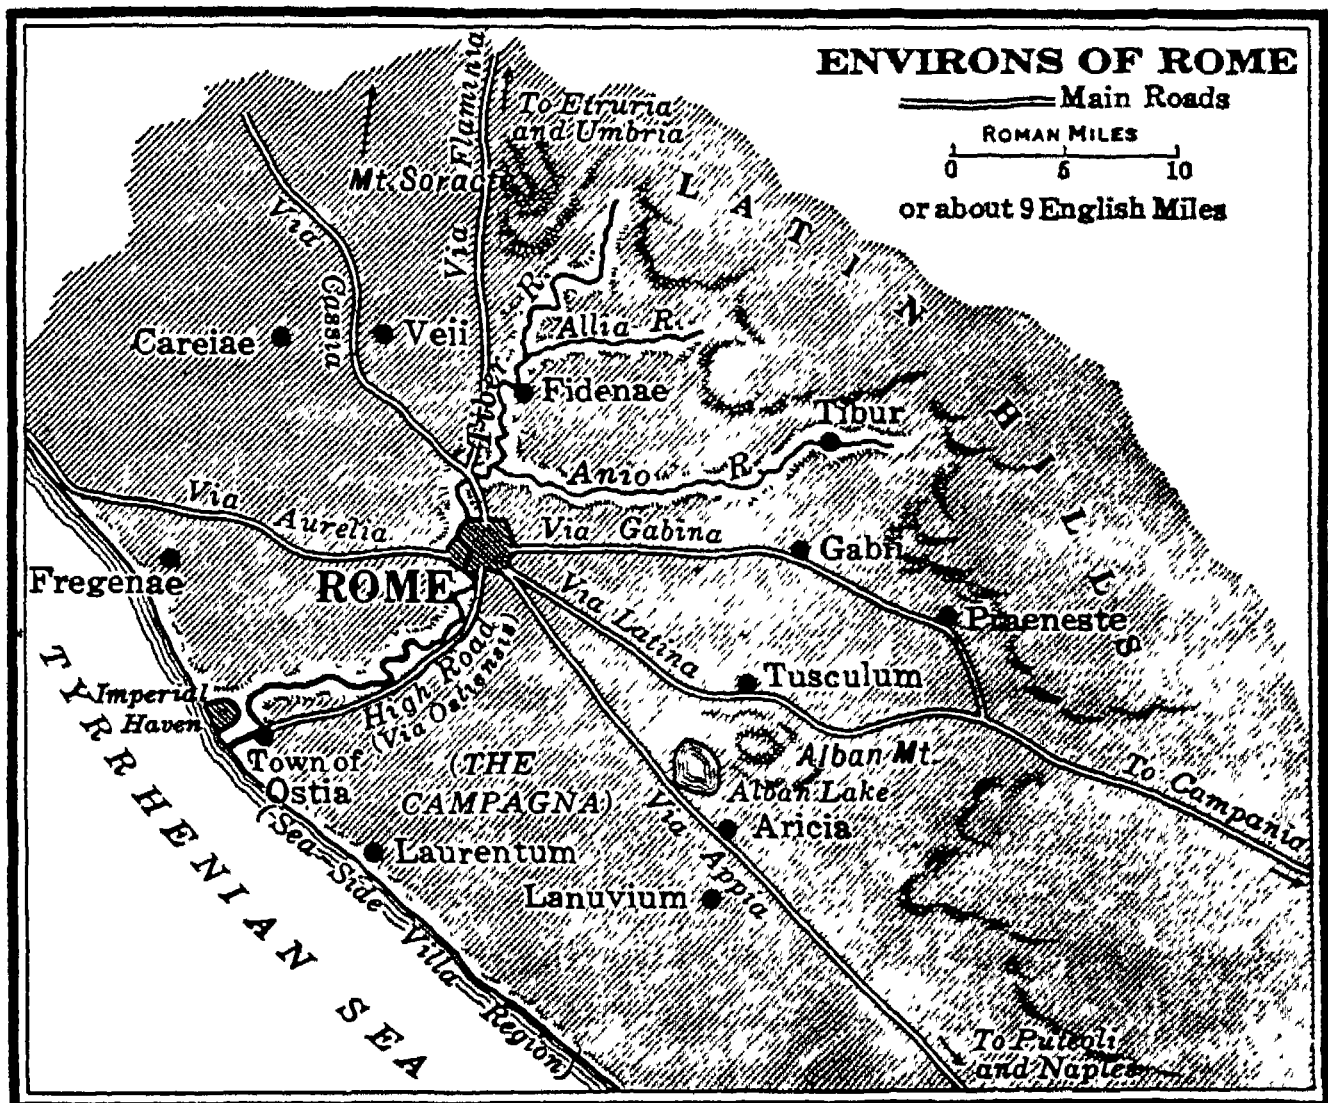 ENVIRONS OF ROME
Main Roads
ROMAN MILES
0 5 10
or about 9 English Miles
Via Flaminia
To Etruria
and Umbria
Mt. Soracte
LATIN HILLS
Via Cassia
Tiber R.
Allia R.
Careiae
Veii
Fidenae
Tibur
Anio R.
Via Aurelia
Via Gabina
Gabii
Fregenae
ROME
Via Latina
Praeneste
High Road
(Via Ostiensis)
Tusculum
Imperial
Haven
Town of
Ostia
(THE
CAMPAGNA)
Alban Mt.
Alban Lake
To Campania
Via Appia
Aricia
Laurentum
Lanuvium
(Sea-Side-Villa-Region)
TYRRHENIAN SEA
To Puteoli
and Naples